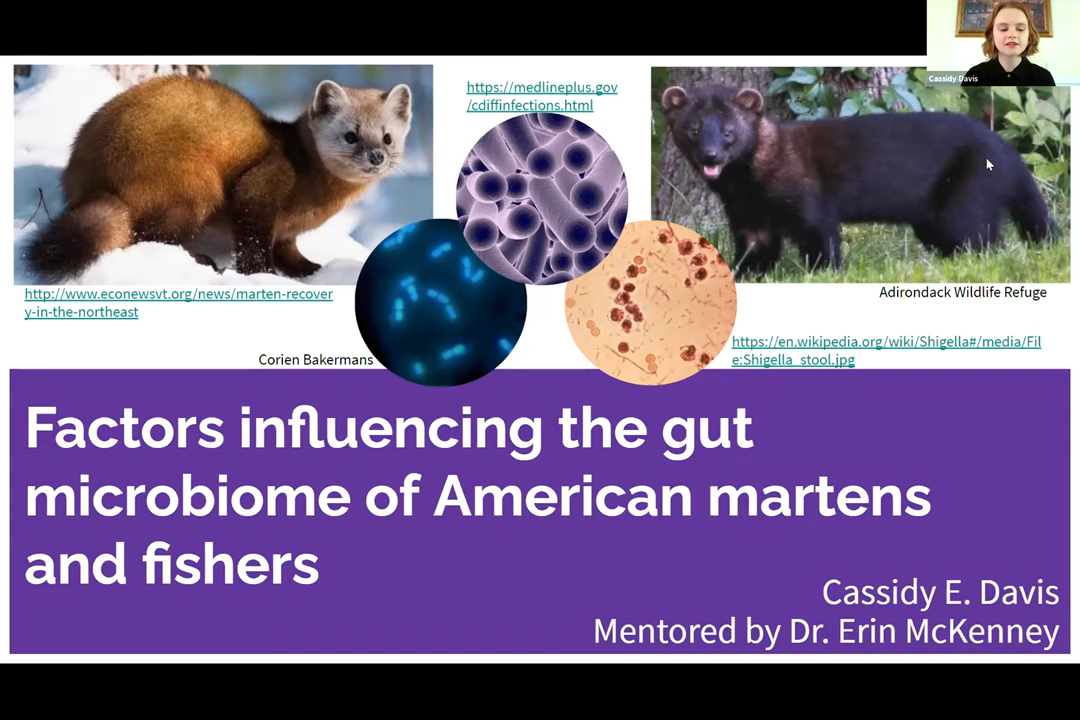 Cassidy Davis
https://medlineplus.gov
/cdiffinfections.html
http://www.econewsvt.org/news/marten-recover
y-in-the-northeast
Adirondack Wildlife Refuge
Corien Bakermans
https://en.wikipedia.org/wiki/Shigella#/media/Fil
e:Shigella_stool.jpg
Factors influencing the gut
microbiome of American martens
and fishers
Cassidy E. Davis
Mentored by Dr. Erin McKenney